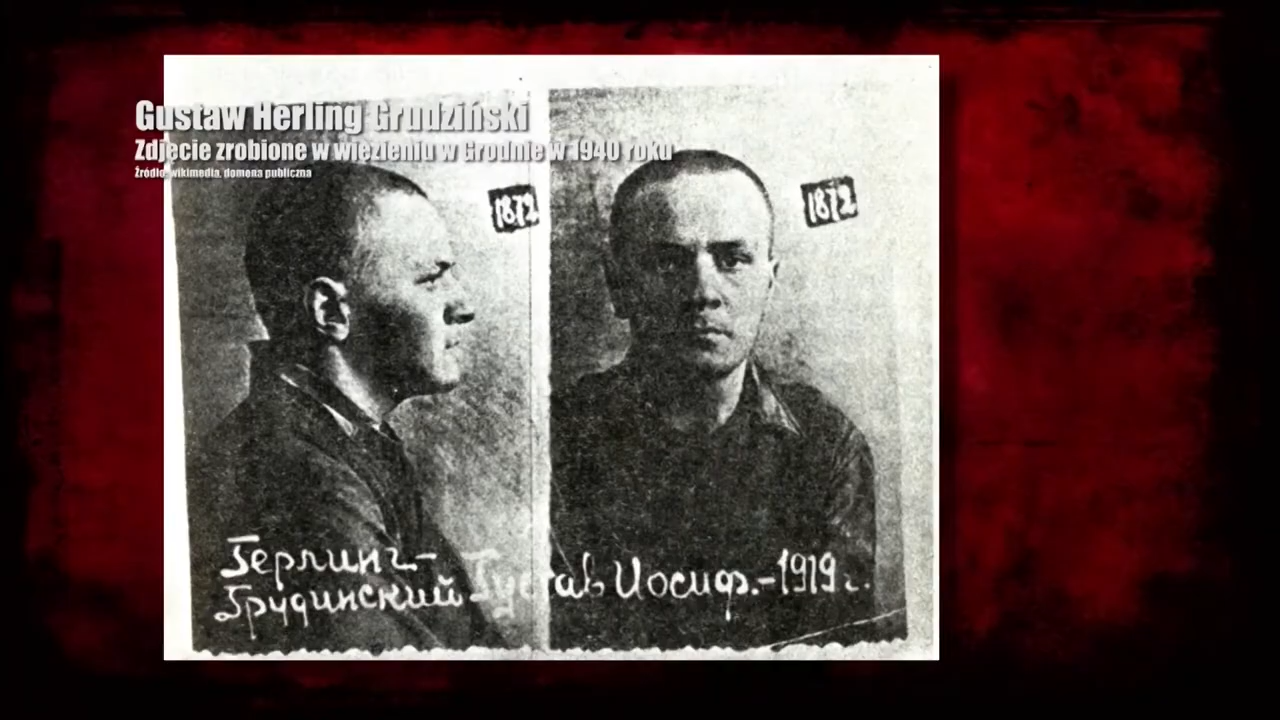 Gustaw Herling Grudziński
Zdjęcie zrobione w więzieniu w Grodnie w 1940 roku
Źródło: wikimedia, domena publiczna
1872
1872
Герлинг-
Грудинский Густав Иосиф.-1919 г.